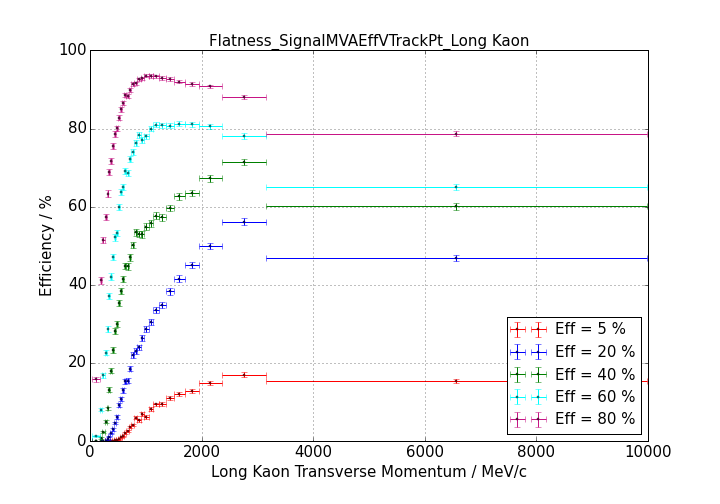 Flatness_SignalMVAEffVTrackPt_Long Kaon
100
80
60
40
20
0
Efficiency / %
0
2000
4000
6000
8000
10000
Long Kaon Transverse Momentum / MeV/c
Eff = 5 %
Eff = 20 %
Eff = 40 %
Eff = 60 %
Eff = 80 %